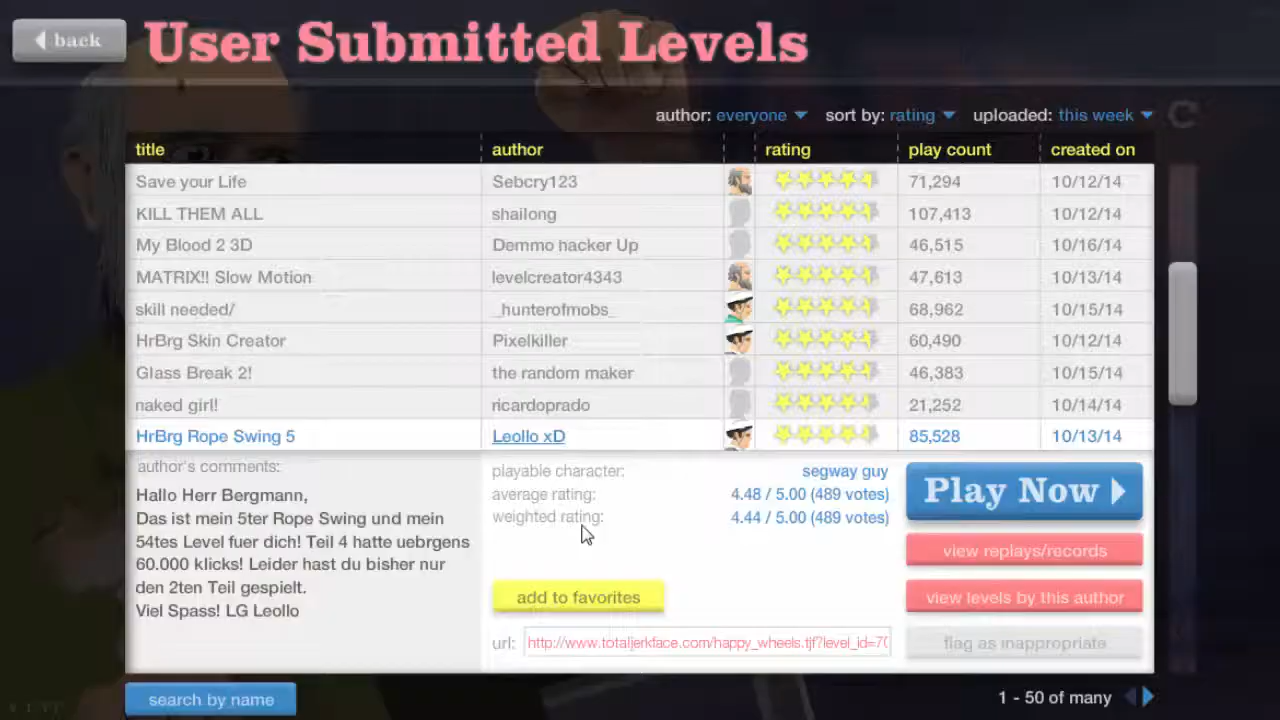 back
User Submitted Levels
author: everyone sort by: rating uploaded: this week
title author rating play count created on
Save your Life Sebcry123 71,294 10/12/14
KILL THEM ALL shailong 107,413 10/12/14
My Blood 2 3D Demmo hacker Up 46,515 10/16/14
MATRIX!! Slow Motion levelcreator4343 47,613 10/13/14
skill needed/ _hunterofmobs_ 68,962 10/15/14
HrBrg Skin Creator Pixelkiller 60,490 10/12/14
Glass Break 2! the random maker 46,383 10/15/14
naked girl! ricardoprado 21,252 10/14/14
HrBrg Rope Swing 5 Leollo xD 85,528 10/13/14
author's comments:
Hallo Herr Bergmann,
Das ist mein 5ter Rope Swing und mein
54tes Level fuer dich! Teil 4 hatte uebrgens
60.000 klicks! Leider hast du bisher nur
den 2ten Teil gespielt.
Viel Spass! LG Leollo
playable character: segway guy
average rating: 4.48 / 5.00 (489 votes)
weighted rating: 4.44 / 5.00 (489 votes)
add to favorites
url: http://www.totaljerkface.com/happy_wheels.tjf?level_id=7(
Play Now
view replays/records
view levels by this author
flag as inappropriate
search by name
1 - 50 of many